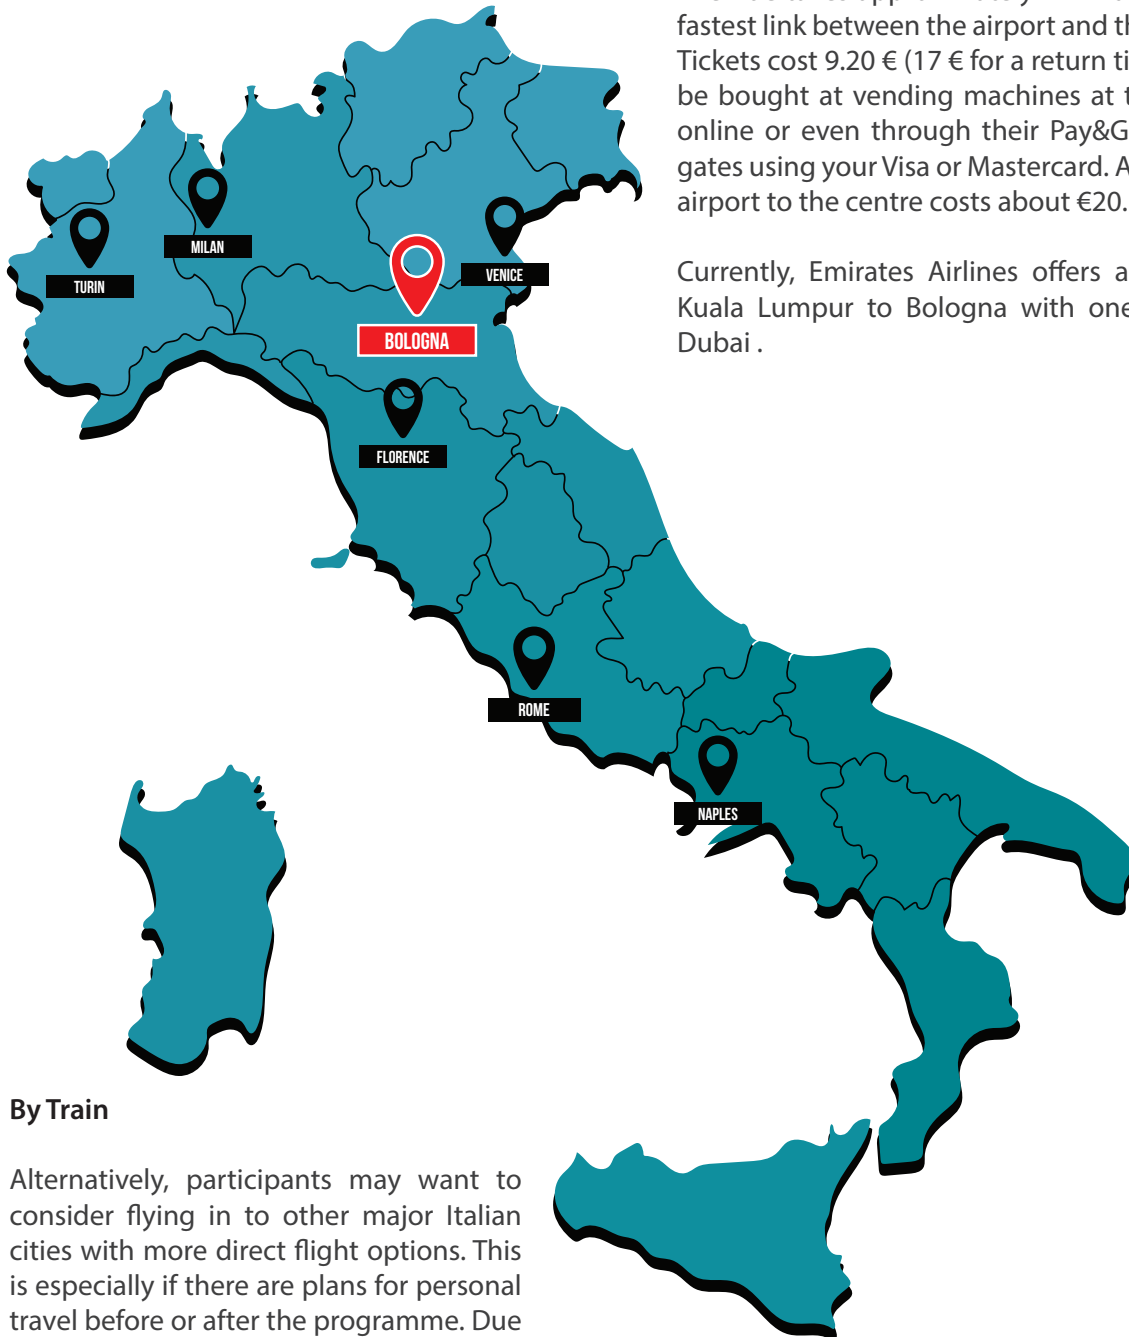 fastest link between the airport and th
Tickets cost 9.20 € (17 € for a return ti
be bought at vending machines at t
online or even through their Pay&G
gates using your Visa or Mastercard. A
airport to the centre costs about €20.
Currently, Emirates Airlines offers a
Kuala Lumpur to Bologna with one
Dubai .
MILAN
TURIN
VENICE
BOLOGNA
FLORENCE
ROME
NAPLES
By Train
Alternatively, participants may want to
consider flying in to other major Italian
cities with more direct flight options. This
is especially if there are plans for personal
travel before or after the programme. Due